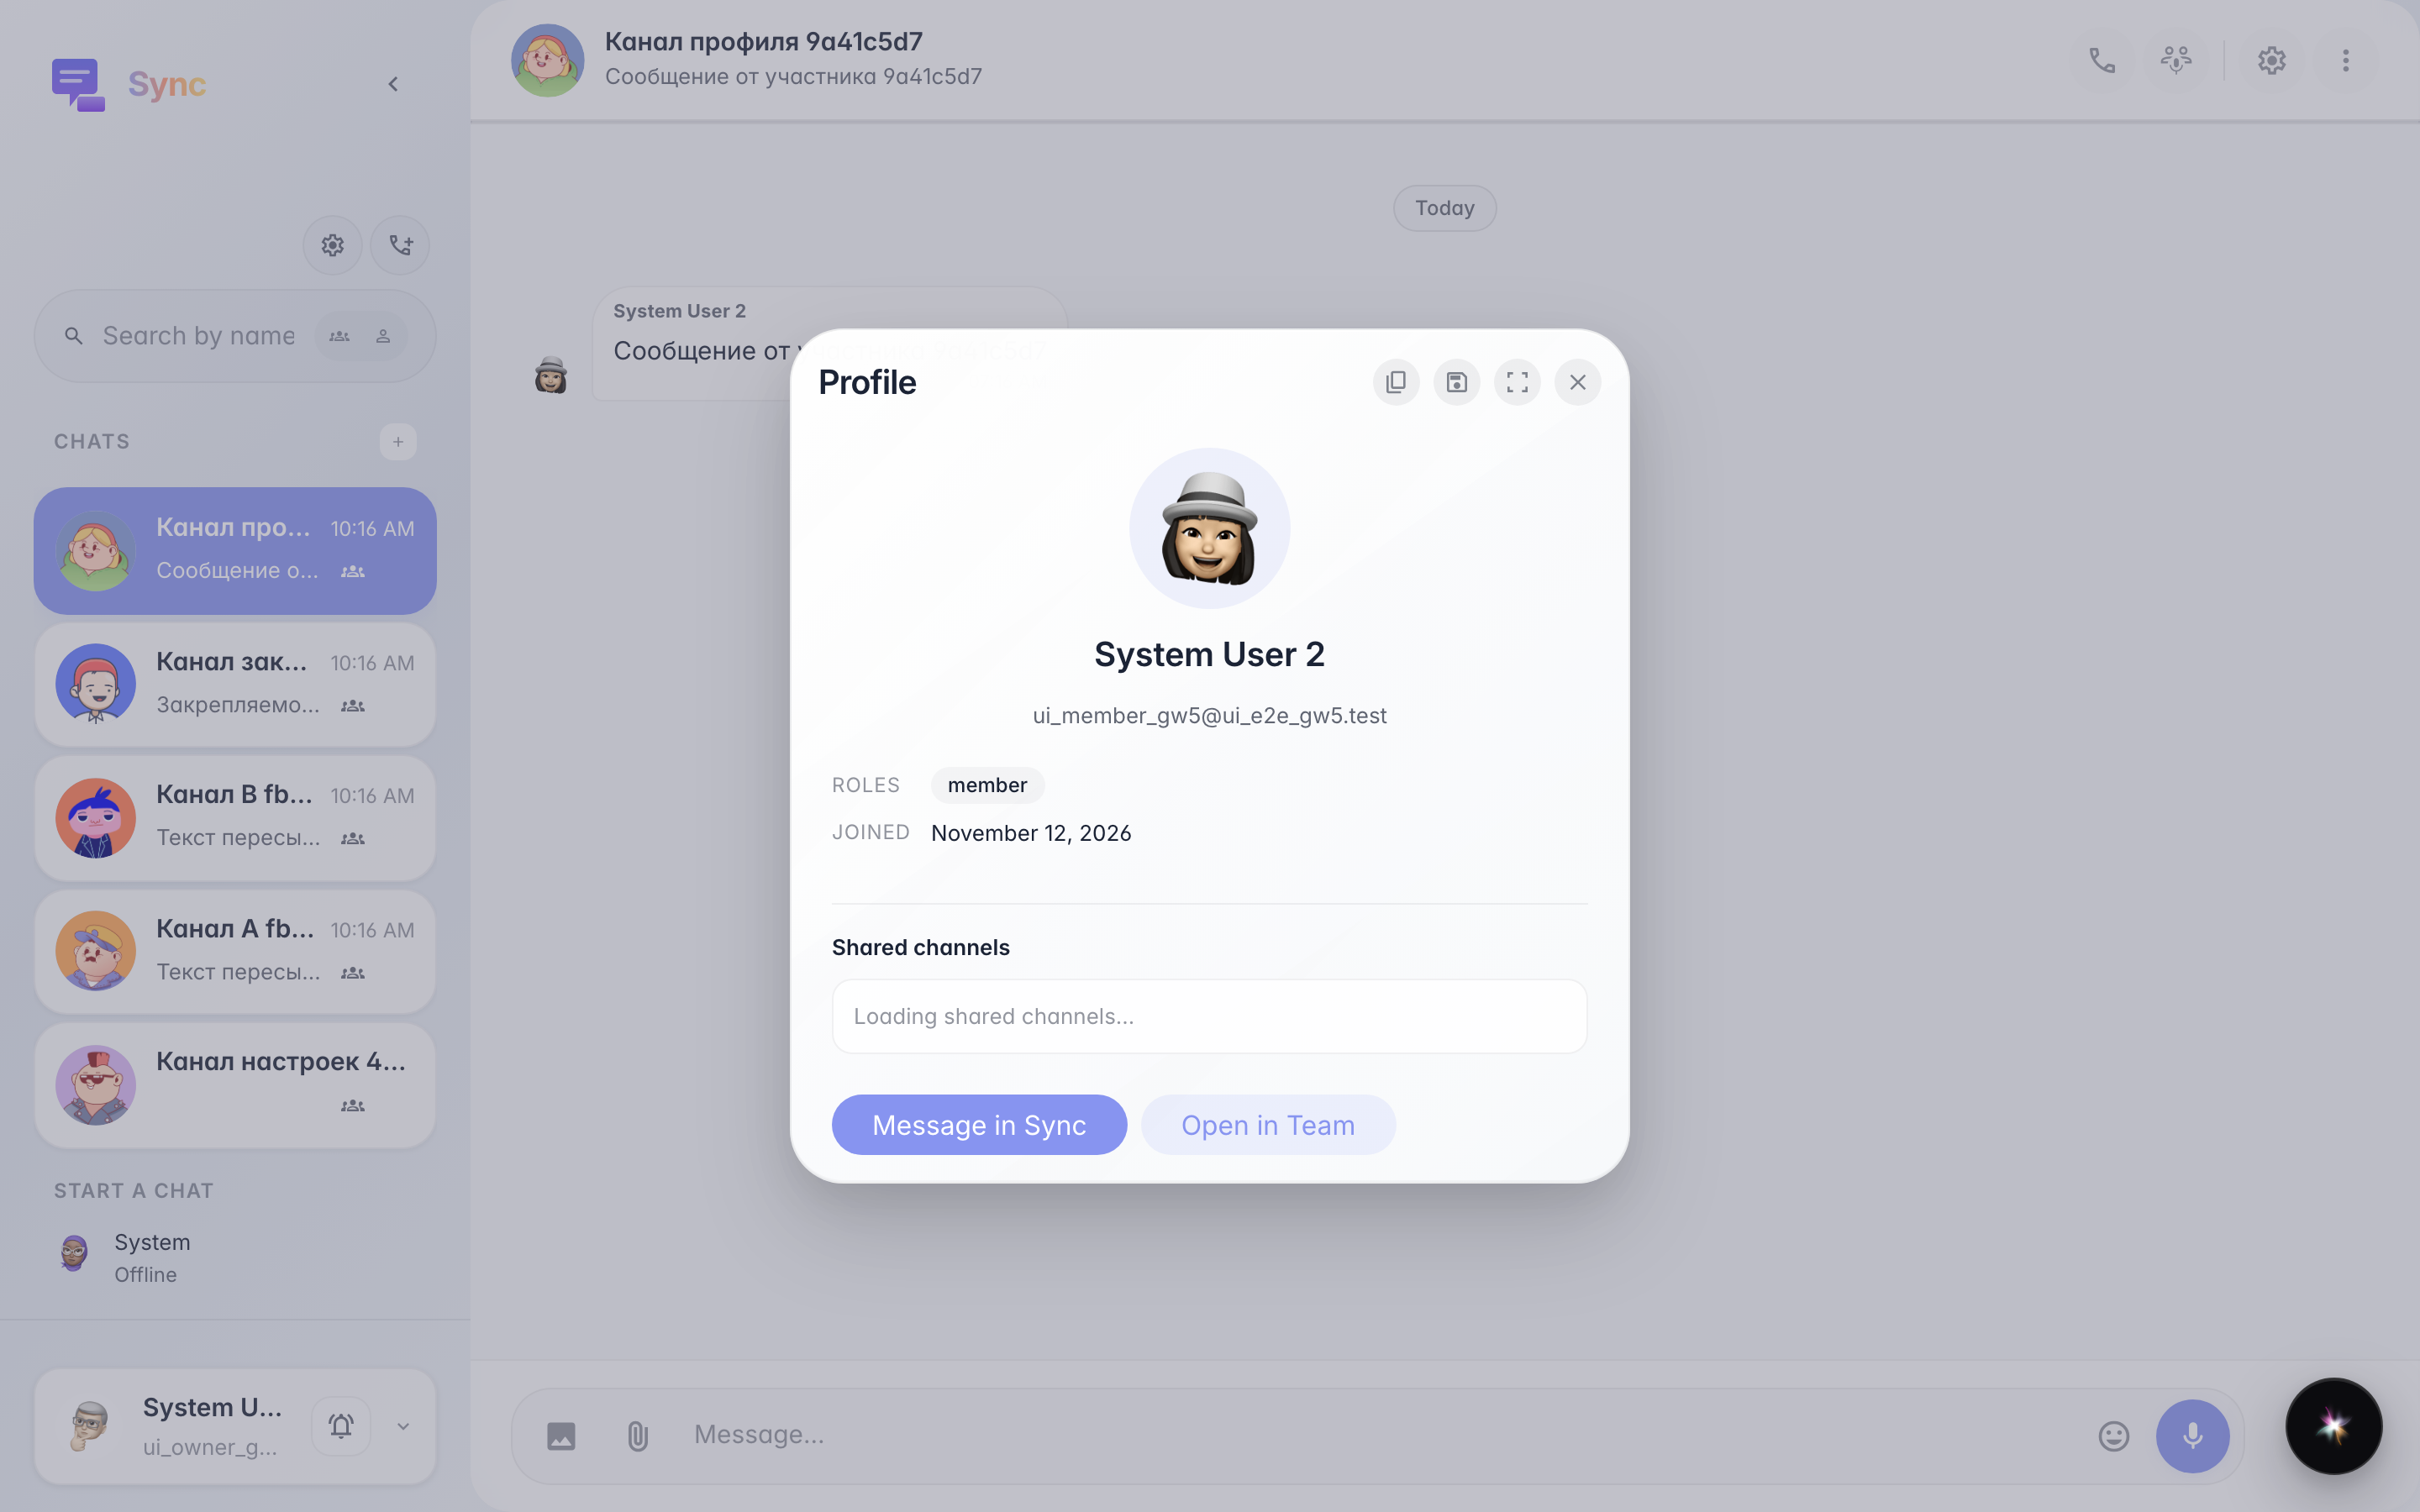 Sync
Search by name
CHATS
Канал про... 10:16 AM
Сообщение о...
Канал зак... 10:16 AM
Закрепляемо...
Канал B fb... 10:16 AM
Текст пересы...
Канал A fb... 10:16 AM
Текст пересы...
Канал настроек 4...
START A CHAT
System
Offline
System U...
ui_owner_g...
Канал профиля 9a41c5d7
Сообщение от участника 9a41c5d7
Today
System User 2
Сообщение от
Profile
System User 2
ui_member_gw5@ui_e2e_gw5.test
ROLES member
JOINED November 12, 2026
Shared channels
Loading shared channels...
Message in Sync Open in Team
Message...